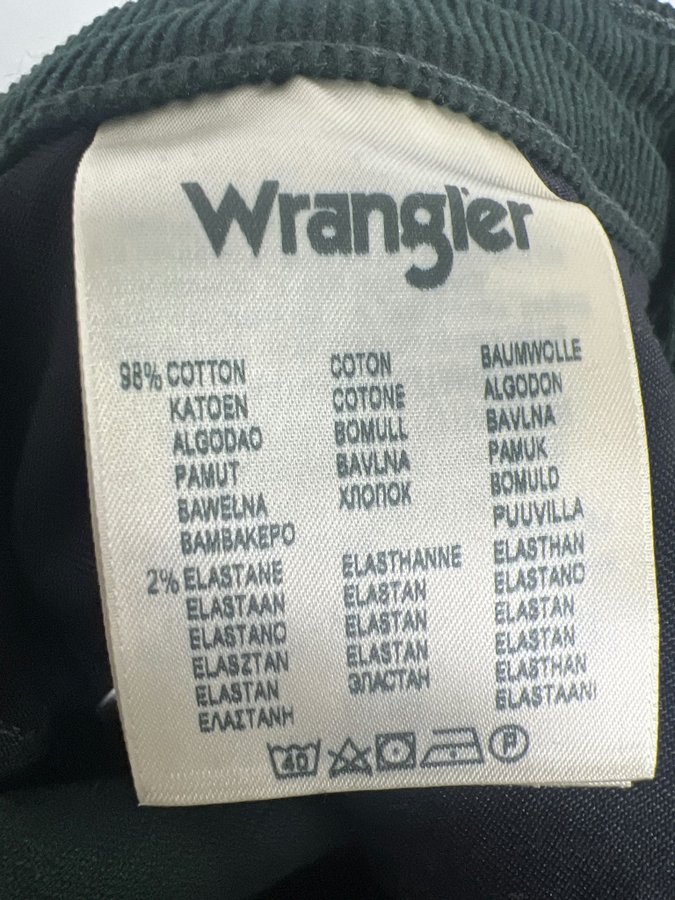 Wrangler
98% COTTON COTON BAUMWOLLE
KATOEN COTONE ALGODON
ALGODAO BOMULL BAVLNA
PAMUT BAVLNA PAMUK
BAWEŁNA ХЛОПОК BOMULD
ΒΑΜΒΑΚΕΡΟ PUUVILLA
2% ELASTANE ELASTHANNE ELASTHAN
ELASTAAN ELASTAN ELASTANO
ELASTANO ELASTAN ELASTAN
ELASZTAN ELASTAN ELASTAN
ELASTAN ЭЛАСТАН ELASTHAN
ΕΛΑΣΤΑΝΗ ELASTAANI
40 P